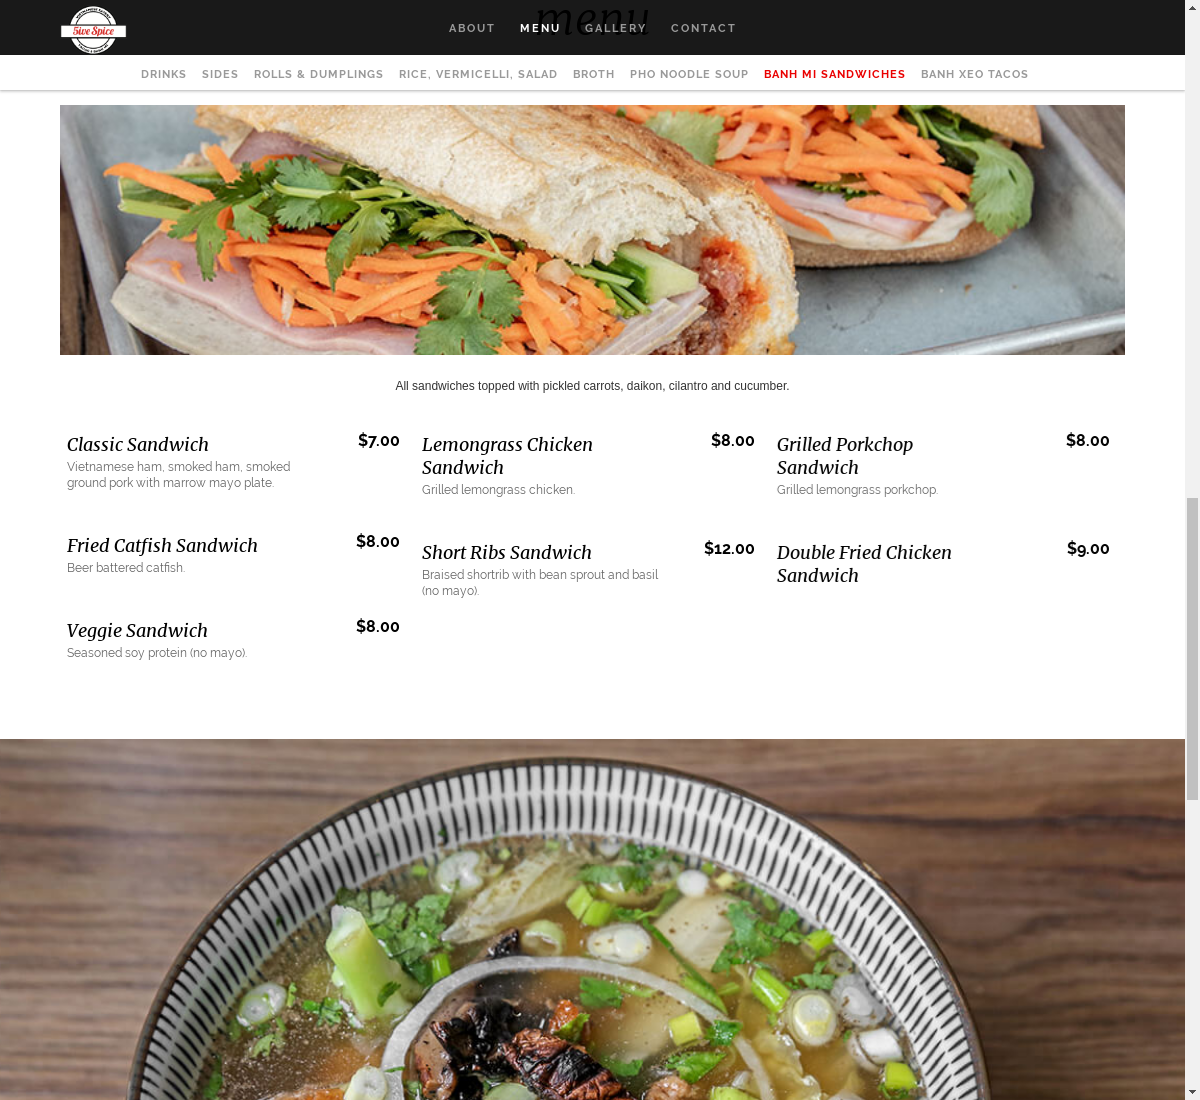 menu
5ive Spice
ABOUT MENU GALLERY CONTACT
DRINKS SIDES ROLLS & DUMPLINGS RICE, VERMICELLI, SALAD BROTH PHO NOODLE SOUP BANH MI SANDWICHES BANH XEO TACOS
All sandwiches topped with pickled carrots, daikon, cilantro and cucumber.
Classic Sandwich $7.00
Vietnamese ham, smoked ham, smoked
ground pork with marrow mayo plate.
Lemongrass Chicken $8.00
Sandwich
Grilled lemongrass chicken.
Grilled Porkchop $8.00
Sandwich
Grilled lemongrass porkchop.
Fried Catfish Sandwich $8.00
Beer battered catfish.
Short Ribs Sandwich $12.00
Braised shortrib with bean sprout and basil
(no mayo).
Double Fried Chicken $9.00
Sandwich
Veggie Sandwich $8.00
Seasoned soy protein (no mayo).